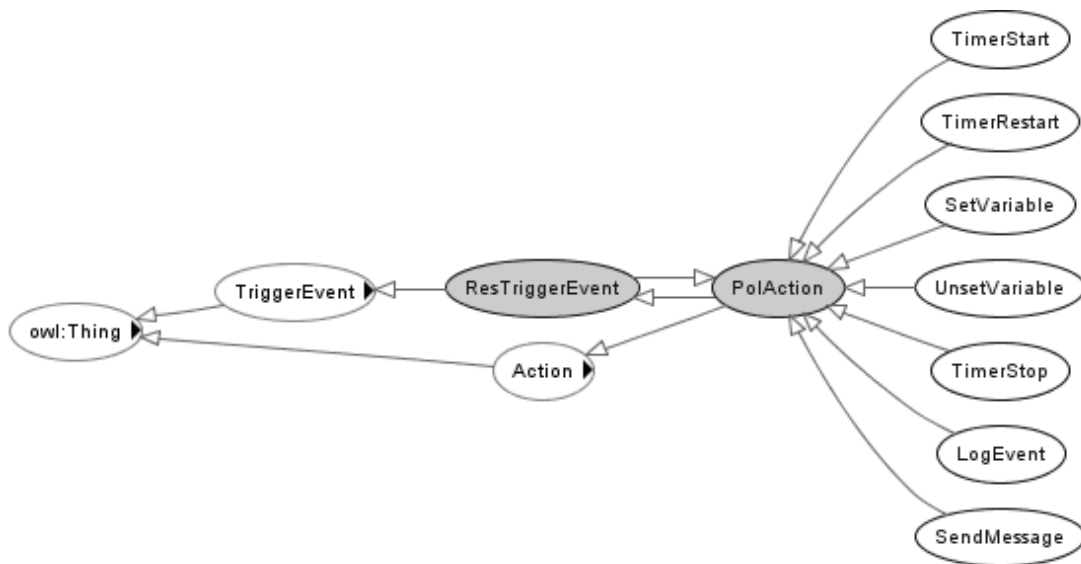 TimerStart
TimerRestart
SetVariable
TriggerEvent
ResTriggerEvent
PolAction
UnsetVariable
owl:Thing
Action
TimerStop
LogEvent
SendMessage